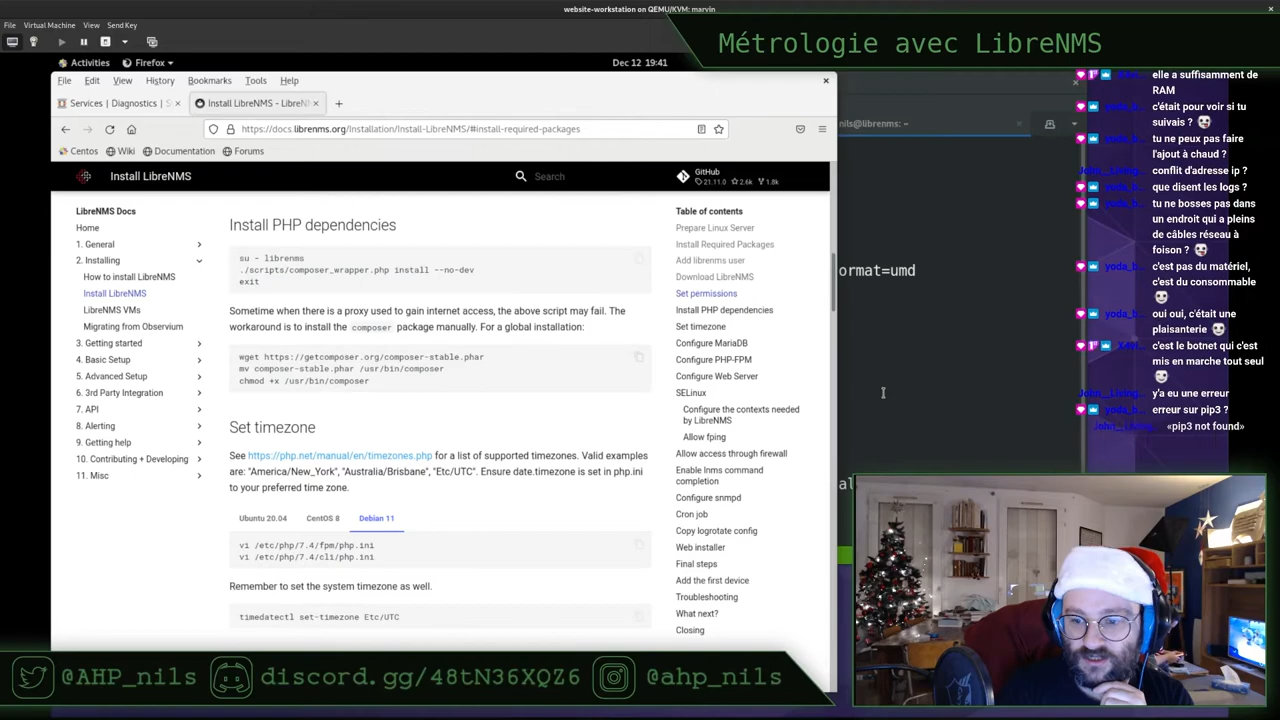 website-workstation on QEMU/KVM: marvin
File Virtual Machine View Send Key
Métrologie avec LibreNMS
Activities Firefox Dec 12 19:41
File Edit View History Bookmarks Tools Help
Services | Diagnostics | S
Install LibreNMS - LibreN
nils@librenms: ~
https://docs.librenms.org/Installation/Install-LibreNMS/#install-required-packages
Centos Wiki Documentation Forums
Install LibreNMS
Search
GitHub
21.11.0 2.6k 1.8k
LibreNMS Docs
Home
1. General
2. Installing
How to install LibreNMS
Install LibreNMS
LibreNMS VMs
Migrating from Observium
3. Getting started
4. Basic Setup
5. Advanced Setup
6. 3rd Party Integration
7. API
8. Alerting
9. Getting help
10. Contributing + Developing
11. Misc
Install PHP dependencies
su - librenms
./scripts/composer_wrapper.php install --no-dev
exit
Sometime when there is a proxy used to gain internet access, the above script may fail. The
workaround is to install the composer package manually. For a global installation:
wget https://getcomposer.org/composer-stable.phar
mv composer-stable.phar /usr/bin/composer
chmod +x /usr/bin/composer
Set timezone
See https://php.net/manual/en/timezones.php for a list of supported timezones. Valid examples
are: "America/New_York", "Australia/Brisbane", "Etc/UTC". Ensure date.timezone is set in php.ini
to your preferred time zone.
Ubuntu 20.04 CentOS 8 Debian 11
vi /etc/php/7.4/fpm/php.ini
vi /etc/php/7.4/cli/php.ini
Remember to set the system timezone as well.
timedatectl set-timezone Etc/UTC
Table of contents
Prepare Linux Server
Install Required Packages
Add librenms user
Download LibreNMS
Set permissions
Install PHP dependencies
Set timezone
Configure MariaDB
Configure PHP-FPM
Configure Web Server
SELinux
Configure the contexts needed
by LibreNMS
Allow fping
Allow access through firewall
Enable lnms command
completion
Configure snmpd
Cron job
Copy logrotate config
Web installer
Final steps
Add the first device
Troubleshooting
What next?
Closing
ormat=umd
al
elle a suffisamment de
RAM
c'était pour voir si tu
suivais ?
tu ne peux pas faire
l'ajout à chaud ?
conflit d'adresse ip ?
que disent les logs ?
tu ne bosses pas dans
un endroit qui a pleins
de câbles réseau à
foison ?
c'est pas du matériel,
c'est du consommable
oui oui, c'était une
plaisanterie
c'est le botnet qui c'est
mis en marche tout seul
y'a eu une erreur
erreur sur pip3 ?
«pip3 not found»
@AHP_nils discord.gg/48tN36XQZ6 @ahp_nils